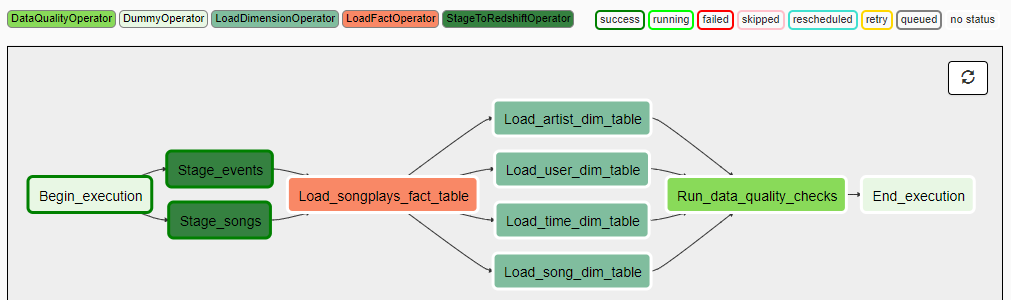 DataQualityOperator DummyOperator LoadDimensionOperator LoadFactOperator StageToRedshiftOperator success running failed skipped rescheduled retry queued no status
Load_artist_dim_table
Stage_events
Load_user_dim_table
Begin_execution
Load_songplays_fact_table
Run_data_quality_checks
End_execution
Stage_songs
Load_time_dim_table
Load_song_dim_table